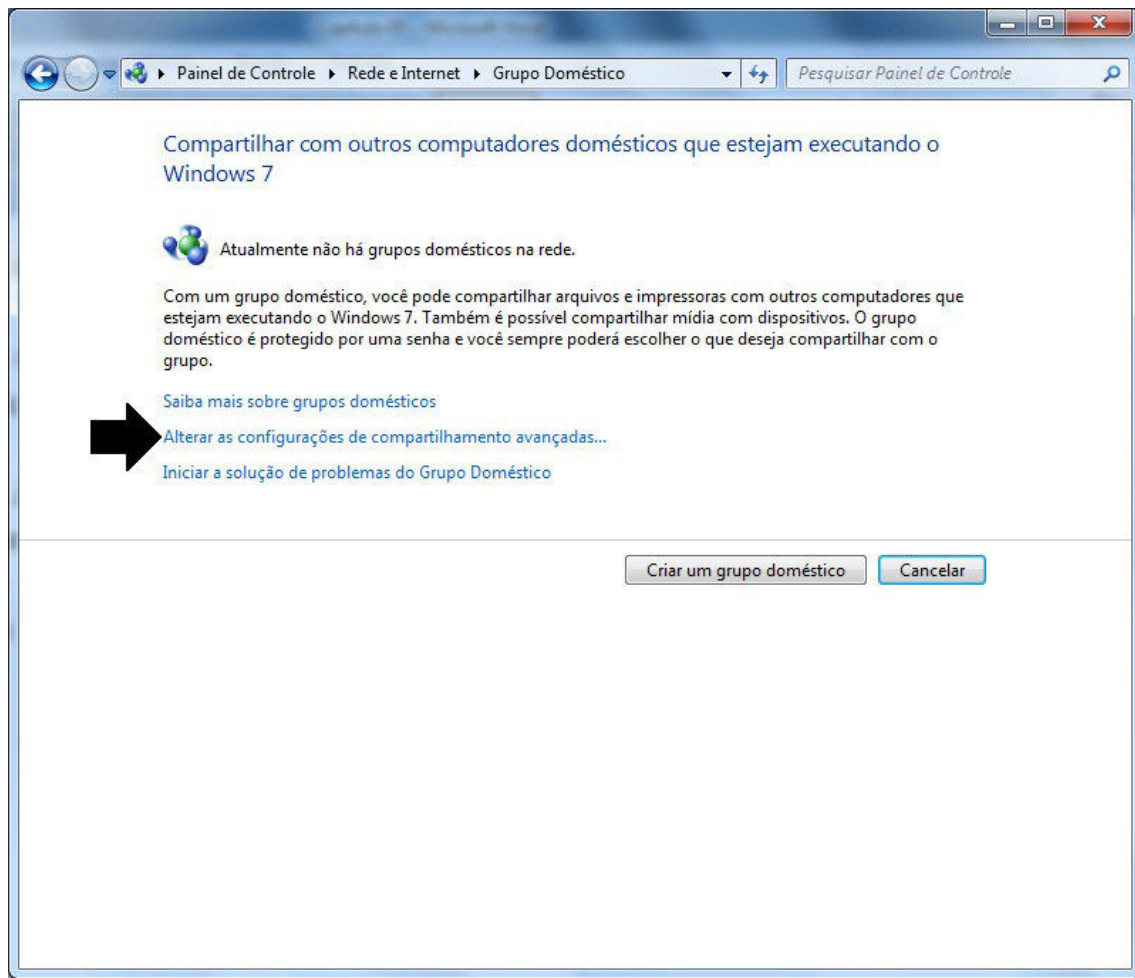 Painel de Controle ▸ Rede e Internet ▸ Grupo Doméstico
Pesquisar Painel de Controle
Compartilhar com outros computadores domésticos que estejam executando o
Windows 7
Atualmente não há grupos domésticos na rede.
Com um grupo doméstico, você pode compartilhar arquivos e impressoras com outros computadores que
estejam executando o Windows 7. Também é possível compartilhar mídia com dispositivos. O grupo
doméstico é protegido por uma senha e você sempre poderá escolher o que deseja compartilhar com o
grupo.
Saiba mais sobre grupos domésticos
Alterar as configurações de compartilhamento avançadas...
Iniciar a solução de problemas do Grupo Doméstico
Criar um grupo doméstico
Cancelar